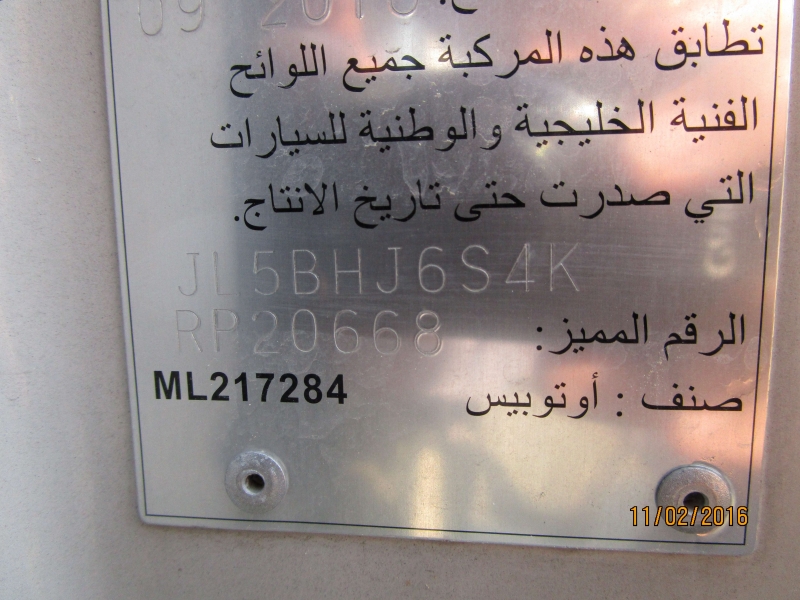 تطابق هذه المركبة جميع اللوائح
الفنية الخليجية والوطنية للسيارات
التي صدرت حتى تاريخ الانتاج.
JL5BHJ6S4K
RP20668
الرقم المميز:
ML217284
صنف : أوتوبيس
11/02/2016